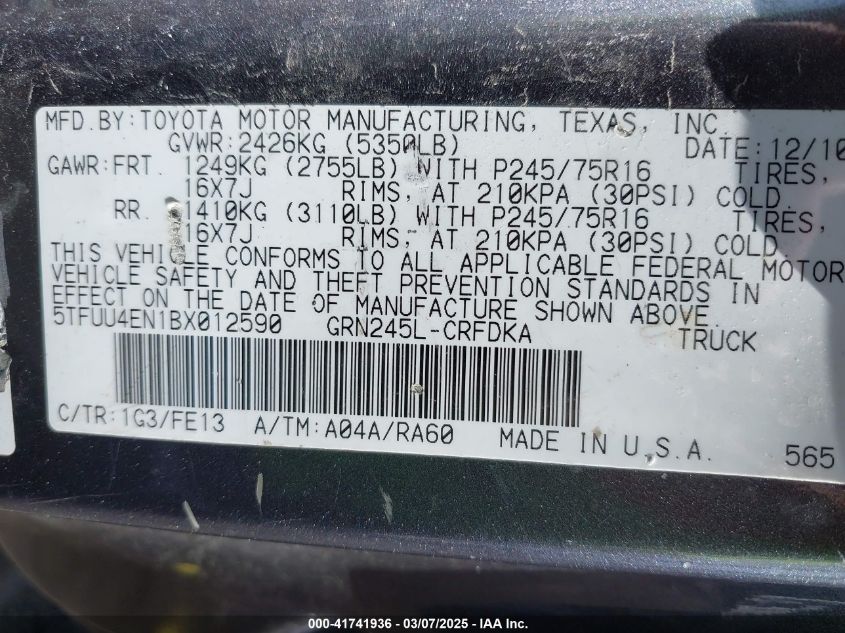 MFD.BY:TOYOTA MOTOR MANUFACTURING, TEXAS, INC.
GVWR:2426KG (5350LB) DATE:12/10
GAWR:FRT. 1249KG (2755LB) WITH P245/75R16 TIRES,
16X7J RIMS, AT 210KPA (30PSI) COLD.
RR. 1410KG (3110LB) WITH P245/75R16 TIRES,
16X7J RIMS, AT 210KPA (30PSI) COLD.
THIS VEHICLE CONFORMS TO ALL APPLICABLE FEDERAL MOTOR
VEHICLE SAFETY AND THEFT PREVENTION STANDARDS IN
EFFECT ON THE DATE OF MANUFACTURE SHOWN ABOVE.
5TFUU4EN1BX012590 GRN245L-CRFDKA TRUCK
C/TR:1G3/FE13 A/TM:A04A/RA60 MADE IN U.S.A. 565
000-41741936 - 03/07/2025 - IAA Inc.